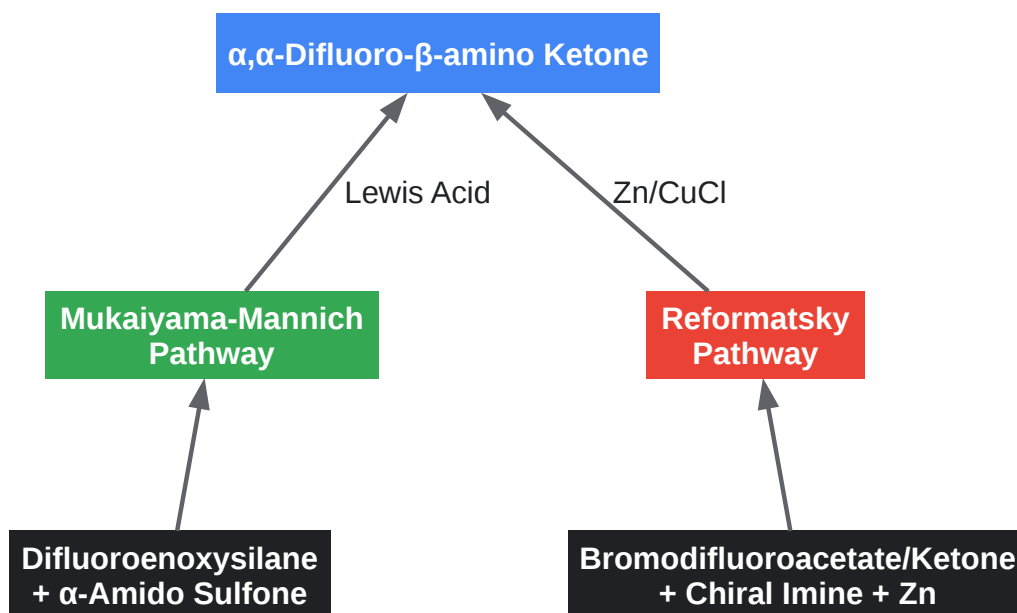 α,α-Difluoro-β-amino Ketone
Lewis Acid
Zn/CuCl
Mukaiyama-Mannich
Pathway
Reformatsky
Pathway
Difluoroenoxysilane
+ α-Amido Sulfone
Bromodifluoroacetate/Ketone
+ Chiral Imine + Zn